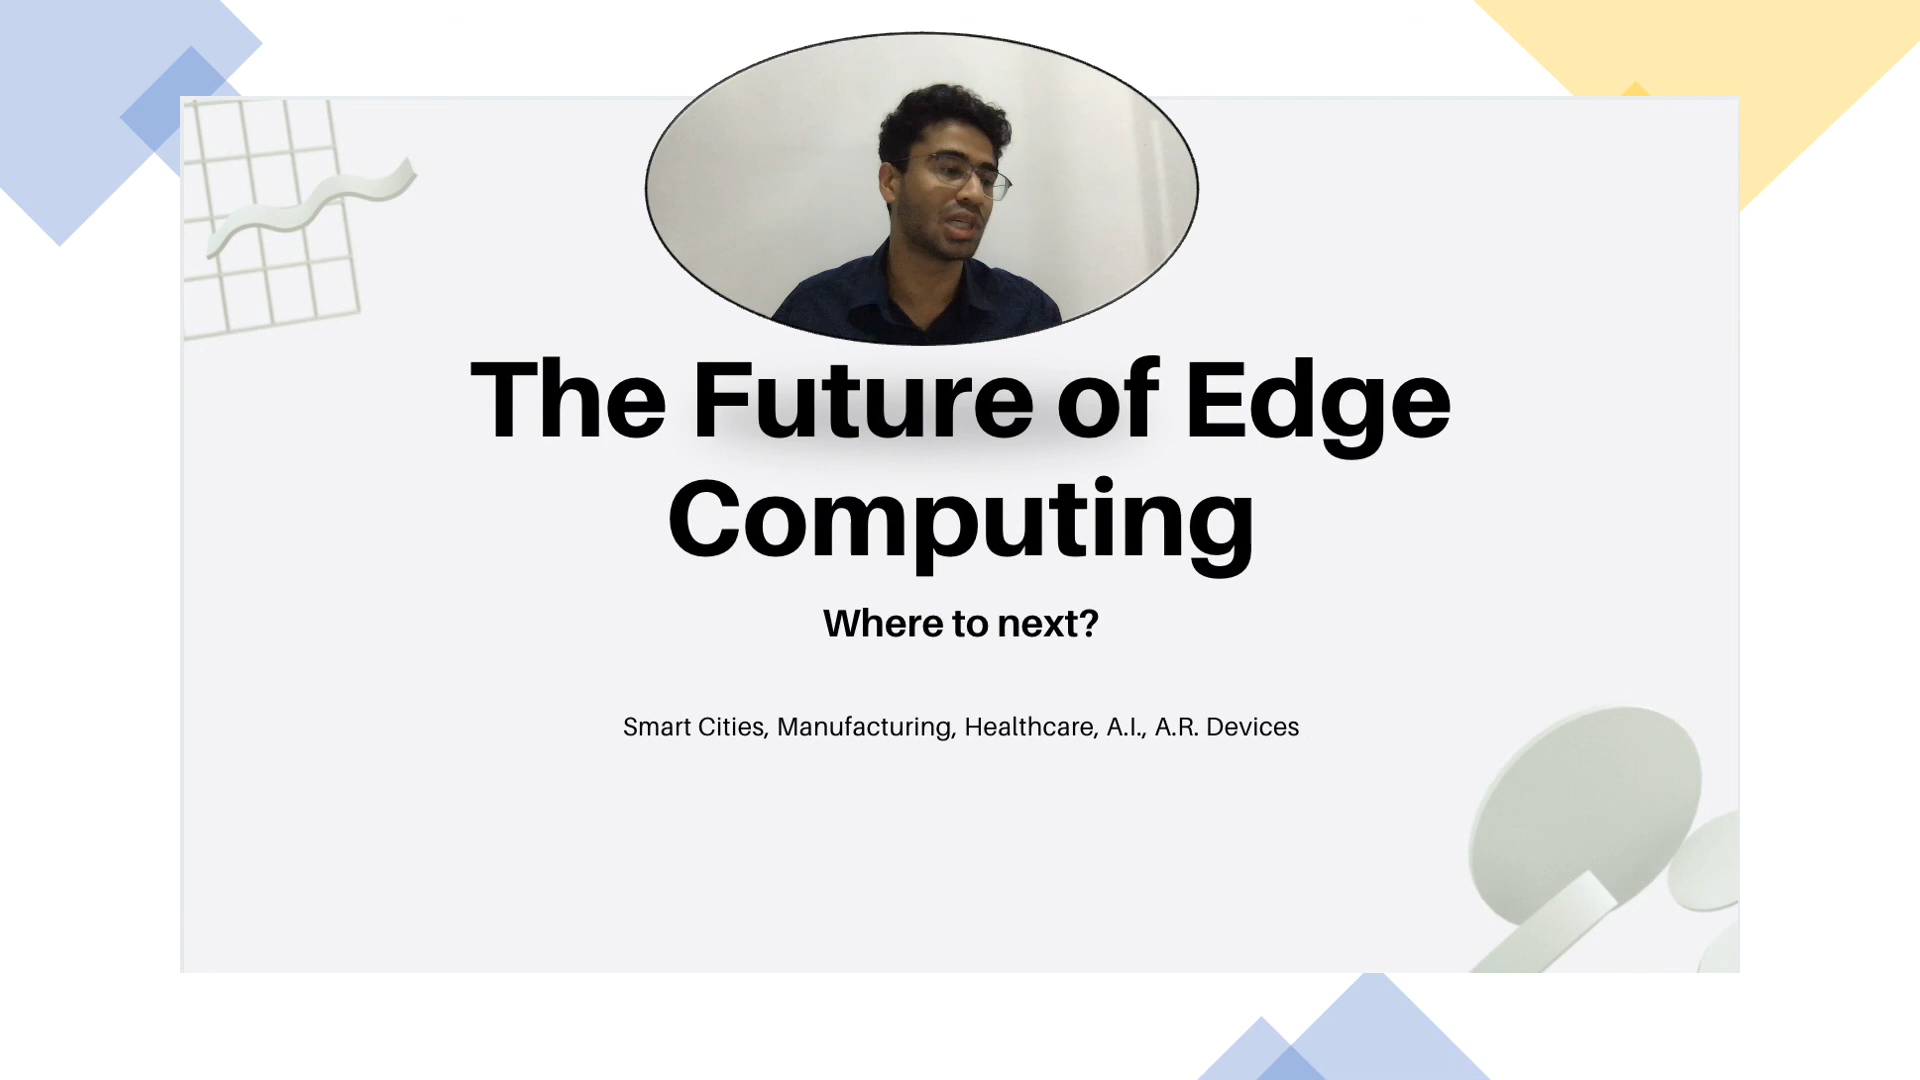 The Future of Edge
Computing
Where to next?
Smart Cities, Manufacturing, Healthcare, A.I., A.R. Devices